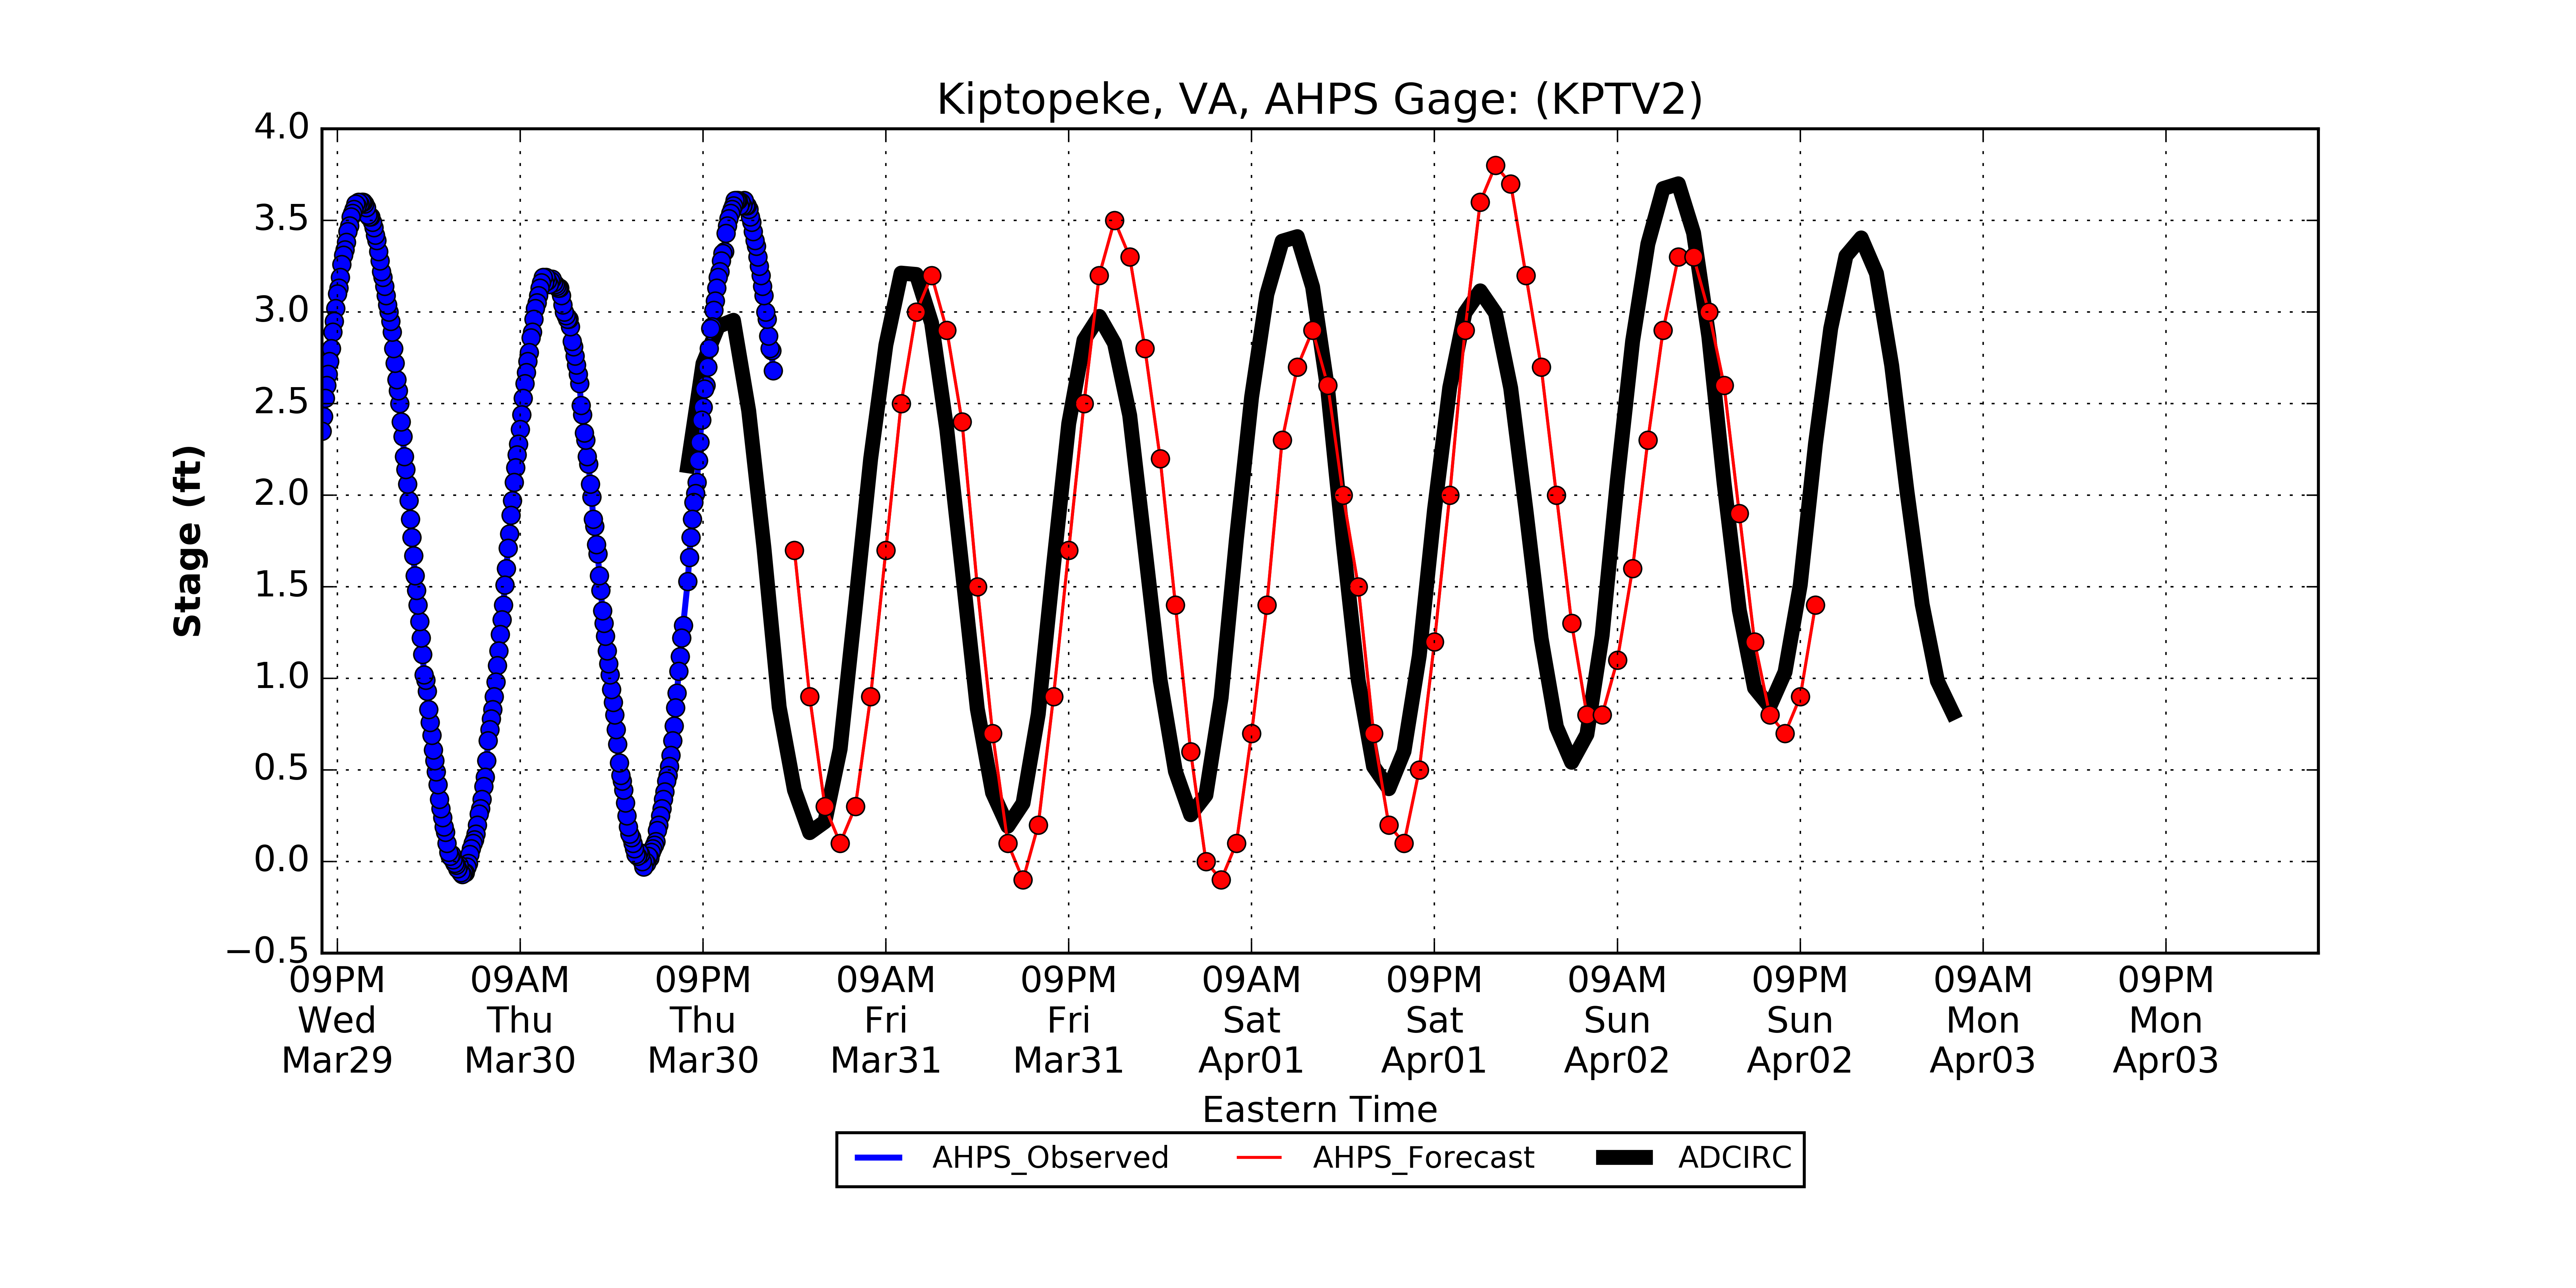 Kiptopeke, VA, AHPS Gage: (KPTV2)
4.0
3.5
3.0
2.5
2.0
1.5
1.0
0.5
0.0
−0.5
Stage (ft)
09PM 09AM 09PM 09AM 09PM 09AM 09PM 09AM 09PM 09AM 09PM
Wed Thu Thu Fri Fri Sat Sat Sun Sun Mon Mon
Mar29 Mar30 Mar30 Mar31 Mar31 Apr01 Apr01 Apr02 Apr02 Apr03 Apr03
Eastern Time
AHPS_Observed AHPS_Forecast ADCIRC